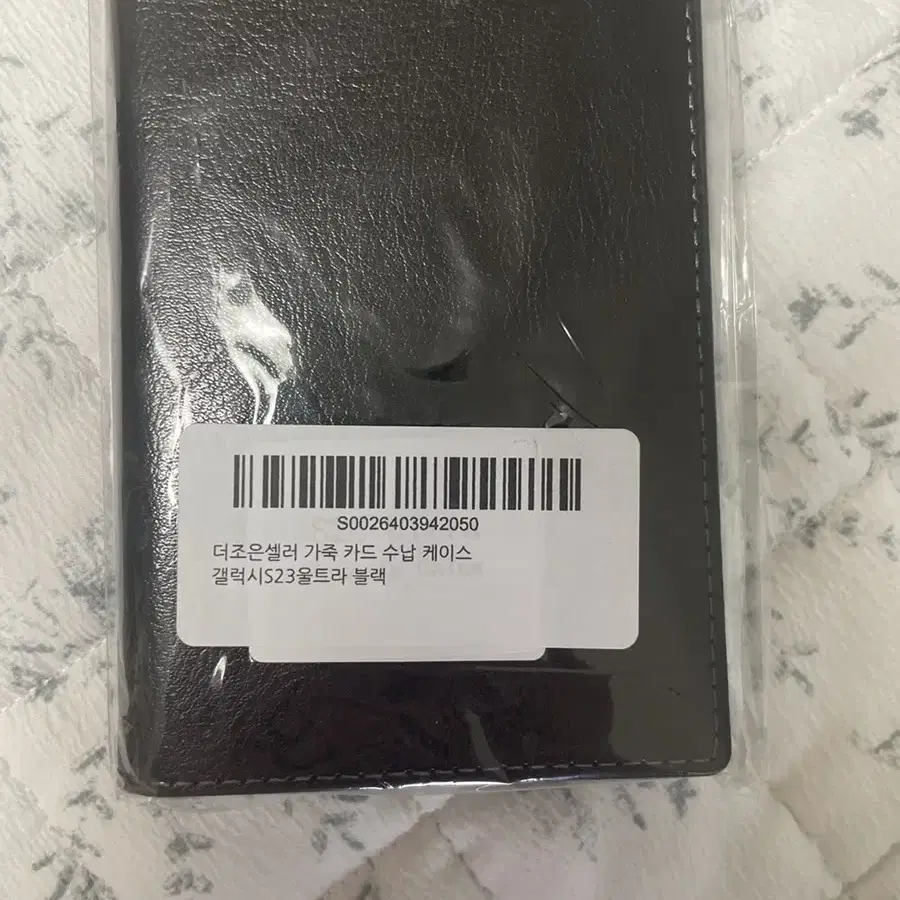 S0026403942050
더조은셀러 가죽 카드 수납 케이스
갤럭시S23울트라 블랙